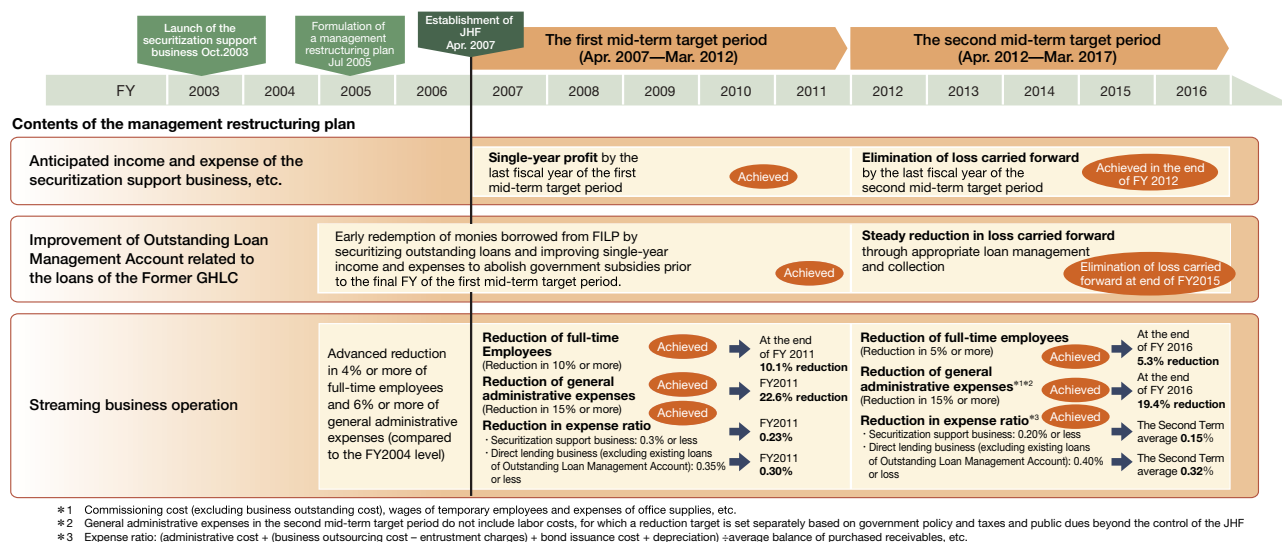 Launch of the
securitization support
business Oct.2003
Formulation of
a management
restructuring plan
Jul 2005
Establishment of
JHF
Apr. 2007
The first mid-term target period
(Apr. 2007—Mar. 2012)
The second mid-term target period
(Apr. 2012—Mar. 2017)
FY 2003 2004 2005 2006 2007 2008 2009 2010 2011 2012 2013 2014 2015 2016
Contents of the management restructuring plan
Anticipated income and expense of the
securitization support business, etc.
Single-year profit by the
last fiscal year of the first
mid-term target period
Achieved
Elimination of loss carried forward
by the last fiscal year of the
second mid-term target period
Achieved in the end
of FY 2012
Improvement of Outstanding Loan
Management Account related to
the loans of the Former GHLC
Early redemption of monies borrowed from FILP by
securitizing outstanding loans and improving single-year
income and expenses to abolish government subsidies prior
to the final FY of the first mid-term target period.
Achieved
Steady reduction in loss carried forward
through appropriate loan management
and collection
Elimination of loss carried
forward at end of FY2015
Streaming business operation
Advanced reduction
in 4% or more of
full-time employees
and 6% or more of
general administrative
expenses (compared
to the FY2004 level)
Reduction of full-time
Employees
(Reduction in 10% or more)
Achieved
At the end
of FY 2011
10.1% reduction
Reduction of general
administrative expenses
(Reduction in 15% or more)
Achieved
FY2011
22.6% reduction
Achieved
Reduction in expense ratio
・Securitization support business: 0.3% or less
・Direct lending business (excluding existing loans
of Outstanding Loan Management Account): 0.35%
or less
FY2011
0.23%
FY2011
0.30%
Reduction of full-time employees
(Reduction in 5% or more)
Achieved
At the end
of FY 2016
5.3% reduction
Reduction of general
administrative expenses*1*2
(Reduction in 15% or more)
Achieved
At the end
of FY 2016
19.4% reduction
Reduction in expense ratio*3
Achieved
・Securitization support business: 0.20% or less
・Direct lending business (excluding existing loans
of Outstanding Loan Management Account): 0.40%
or loss
The Second Term
average 0.15%
The Second Term
average 0.32%
*1 Commissioning cost (excluding business outstanding cost), wages of temporary employees and expenses of office supplies, etc.
*2 General administrative expenses in the second mid-term target period do not include labor costs, for which a reduction target is set separately based on government policy and taxes and public dues beyond the control of the JHF
*3 Expense ratio: (administrative cost + (business outsourcing cost – entrustment charges) + bond issuance cost + depreciation) ÷average balance of purchased receivables, etc.